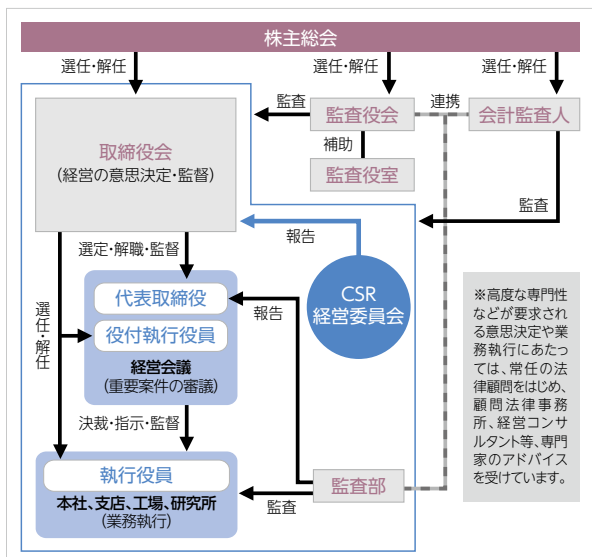 株主総会
選任・解任
選任・解任
選任・解任
監査
監査役会
連携
会計監査人
取締役会
(経営の意思決定・監督)
補助
監査役室
監査
報告
選定・解職・監督
CSR
経営委員会
代表取締役
報告
役付執行役員
選任・解任
経営会議
(重要案件の審議)
決裁・指示・監督
執行役員
本社、支店、工場、研究所
(業務執行)
監査
監査部
※高度な専門性
などが要求され
る意思決定や業
務執行にあたっ
ては、常任の法
律顧問をはじめ、
顧問法律事務
所、経営コンサ
ルタント等、専門
家のアドバイス
を受けています。